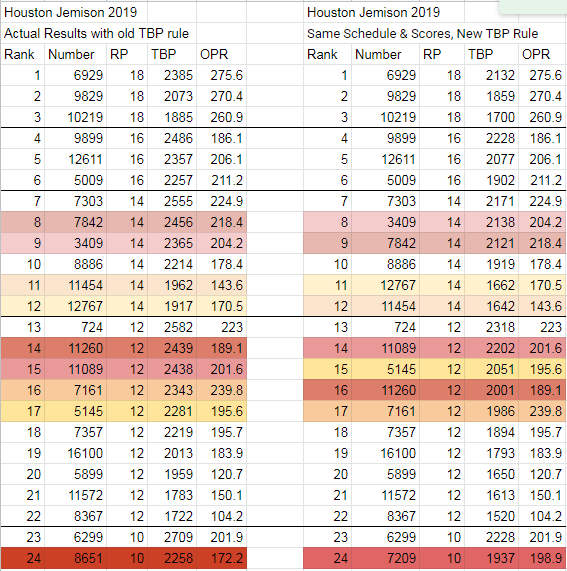 Houston Jemison 2019 Houston Jemison 2019
Actual Results with old TBP rule Same Schedule & Scores, New TBP Rule
Rank Number RP TBP OPR Rank Number RP TBP OPR
1 6929 18 2385 275.6 1 6929 18 2132 275.6
2 9829 18 2073 270.4 2 9829 18 1859 270.4
3 10219 18 1885 260.9 3 10219 18 1700 260.9
4 9899 16 2486 186.1 4 9899 16 2228 186.1
5 12611 16 2357 206.1 5 12611 16 2077 206.1
6 5009 16 2257 211.2 6 5009 16 1902 211.2
7 7303 14 2555 224.9 7 7303 14 2171 224.9
8 7842 14 2456 218.4 8 3409 14 2138 204.2
9 3409 14 2365 204.2 9 7842 14 2121 218.4
10 8886 14 2214 178.4 10 8886 14 1919 178.4
11 11454 14 1962 143.6 11 12767 14 1662 170.5
12 12767 14 1917 170.5 12 11454 14 1642 143.6
13 724 12 2582 223 13 724 12 2318 223
14 11260 12 2439 189.1 14 11089 12 2202 201.6
15 11089 12 2438 201.6 15 5145 12 2051 195.6
16 7161 12 2343 239.8 16 11260 12 2001 189.1
17 5145 12 2281 195.6 17 7161 12 1986 239.8
18 7357 12 2219 195.7 18 7357 12 1894 195.7
19 16100 12 2013 183.9 19 16100 12 1793 183.9
20 5899 12 1959 120.7 20 5899 12 1650 120.7
21 11572 12 1783 150.1 21 11572 12 1613 150.1
22 8367 12 1722 104.2 22 8367 12 1520 104.2
23 6299 10 2709 201.9 23 6299 10 2228 201.9
24 8651 10 2258 172.2 24 7209 10 1937 198.9